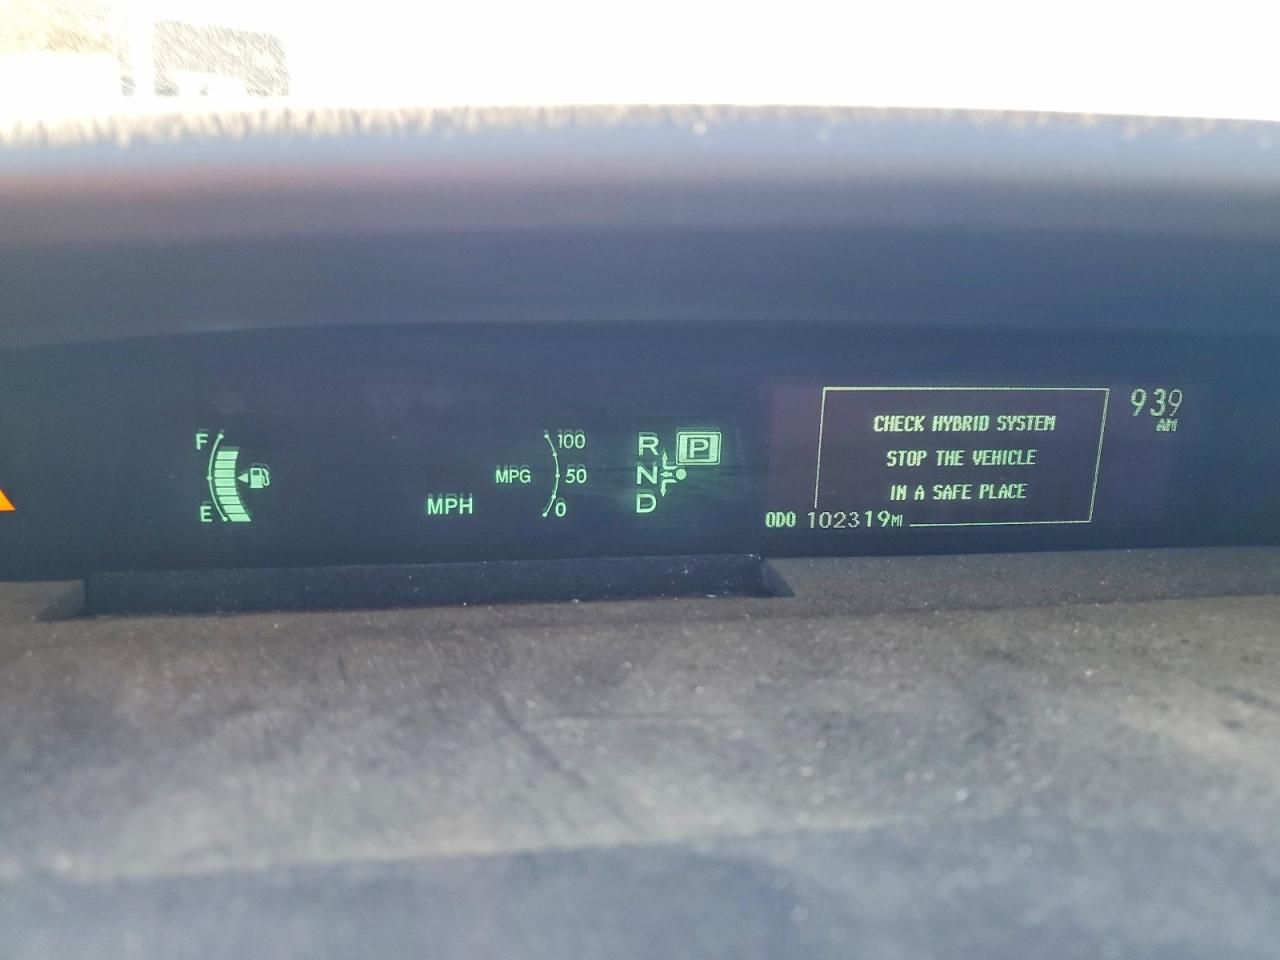 F
E
MPH
MPG
100
50
0
R
N
D
P
CHECK HYBRID SYSTEM
STOP THE VEHICLE
IN A SAFE PLACE
ODO 102319MI
939
AM